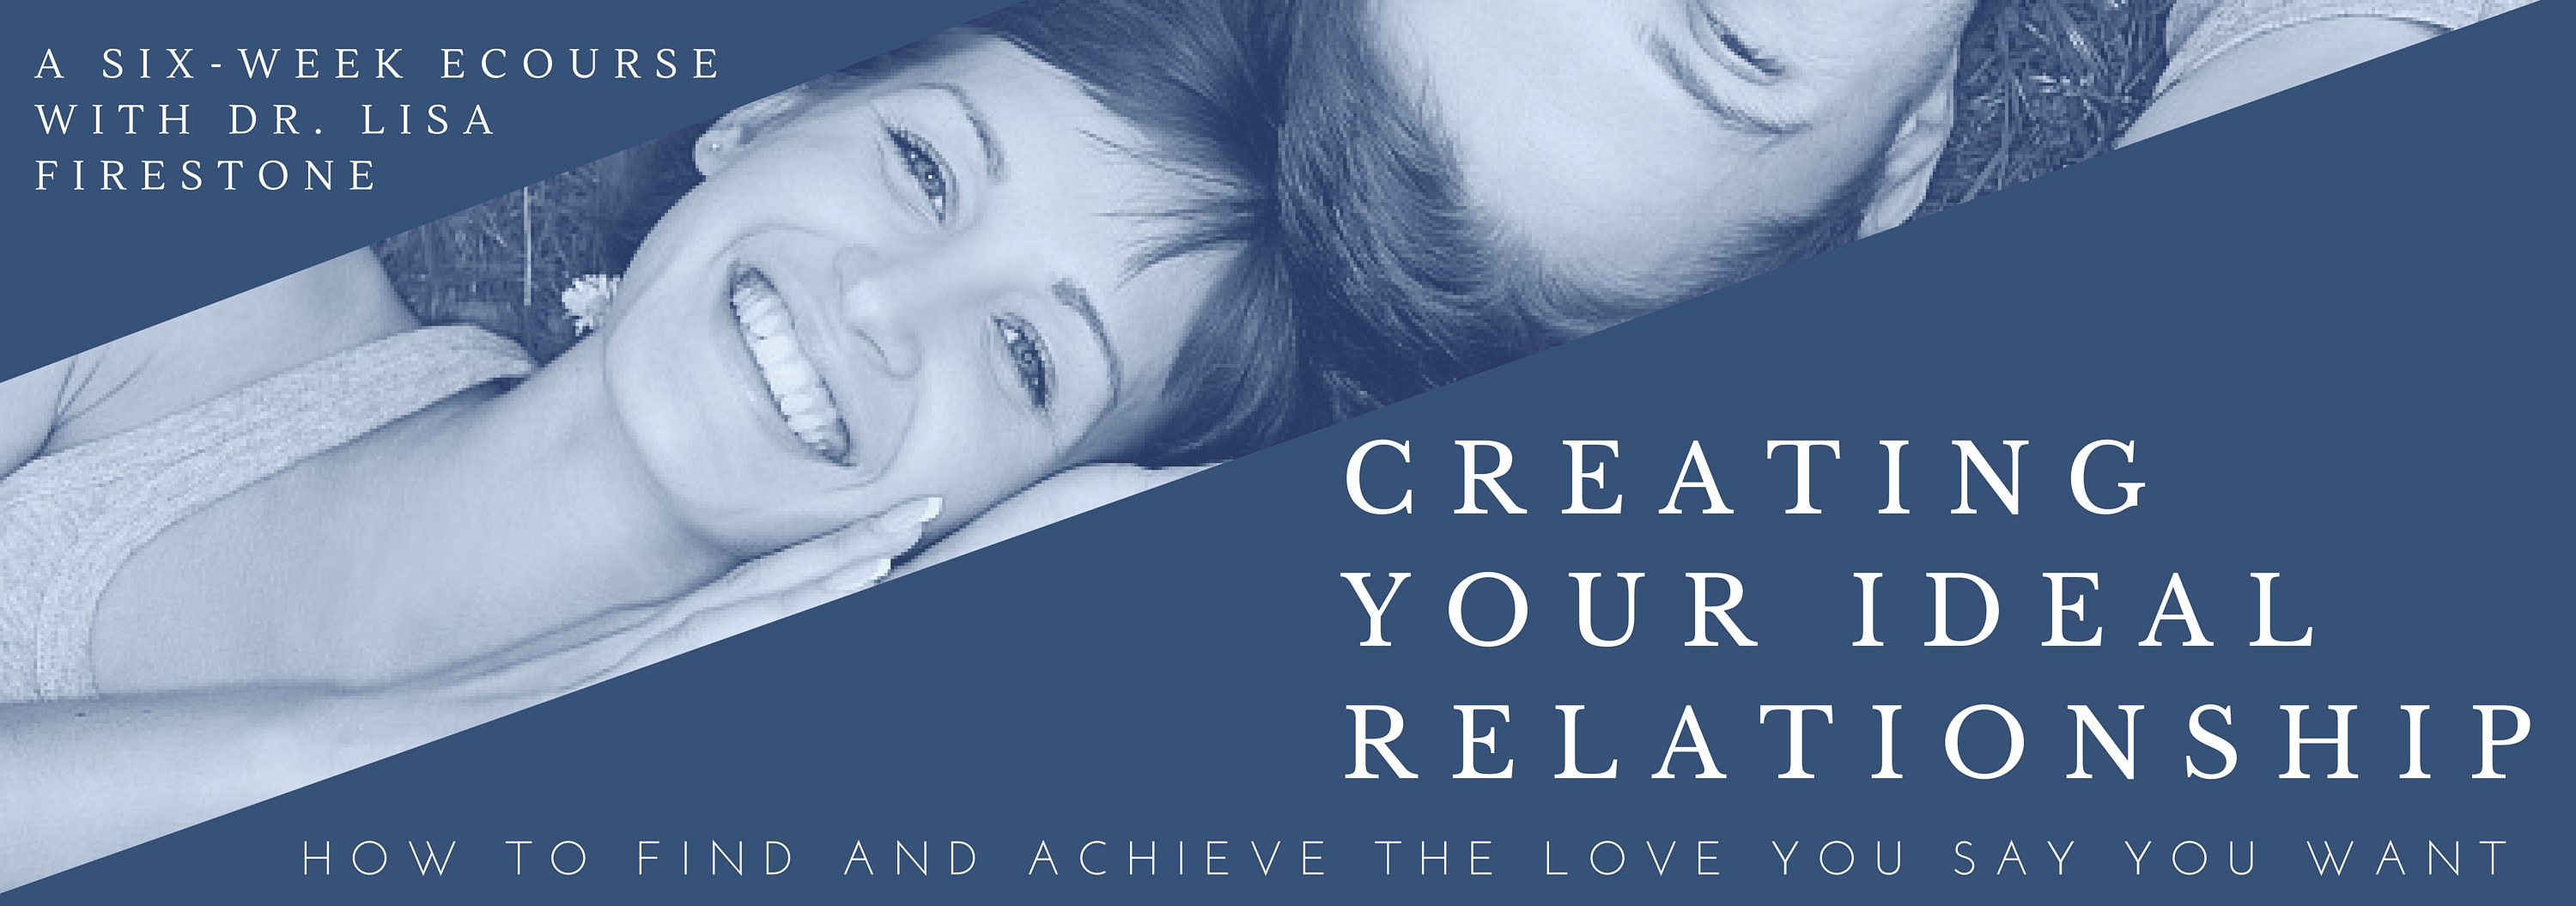 A SIX-WEEK ECOURSE
WITH DR. LISA
FIRESTONE
CREATING
YOUR IDEAL
RELATIONSHIP
HOW TO FIND AND ACHIEVE THE LOVE YOU SAY YOU WANT